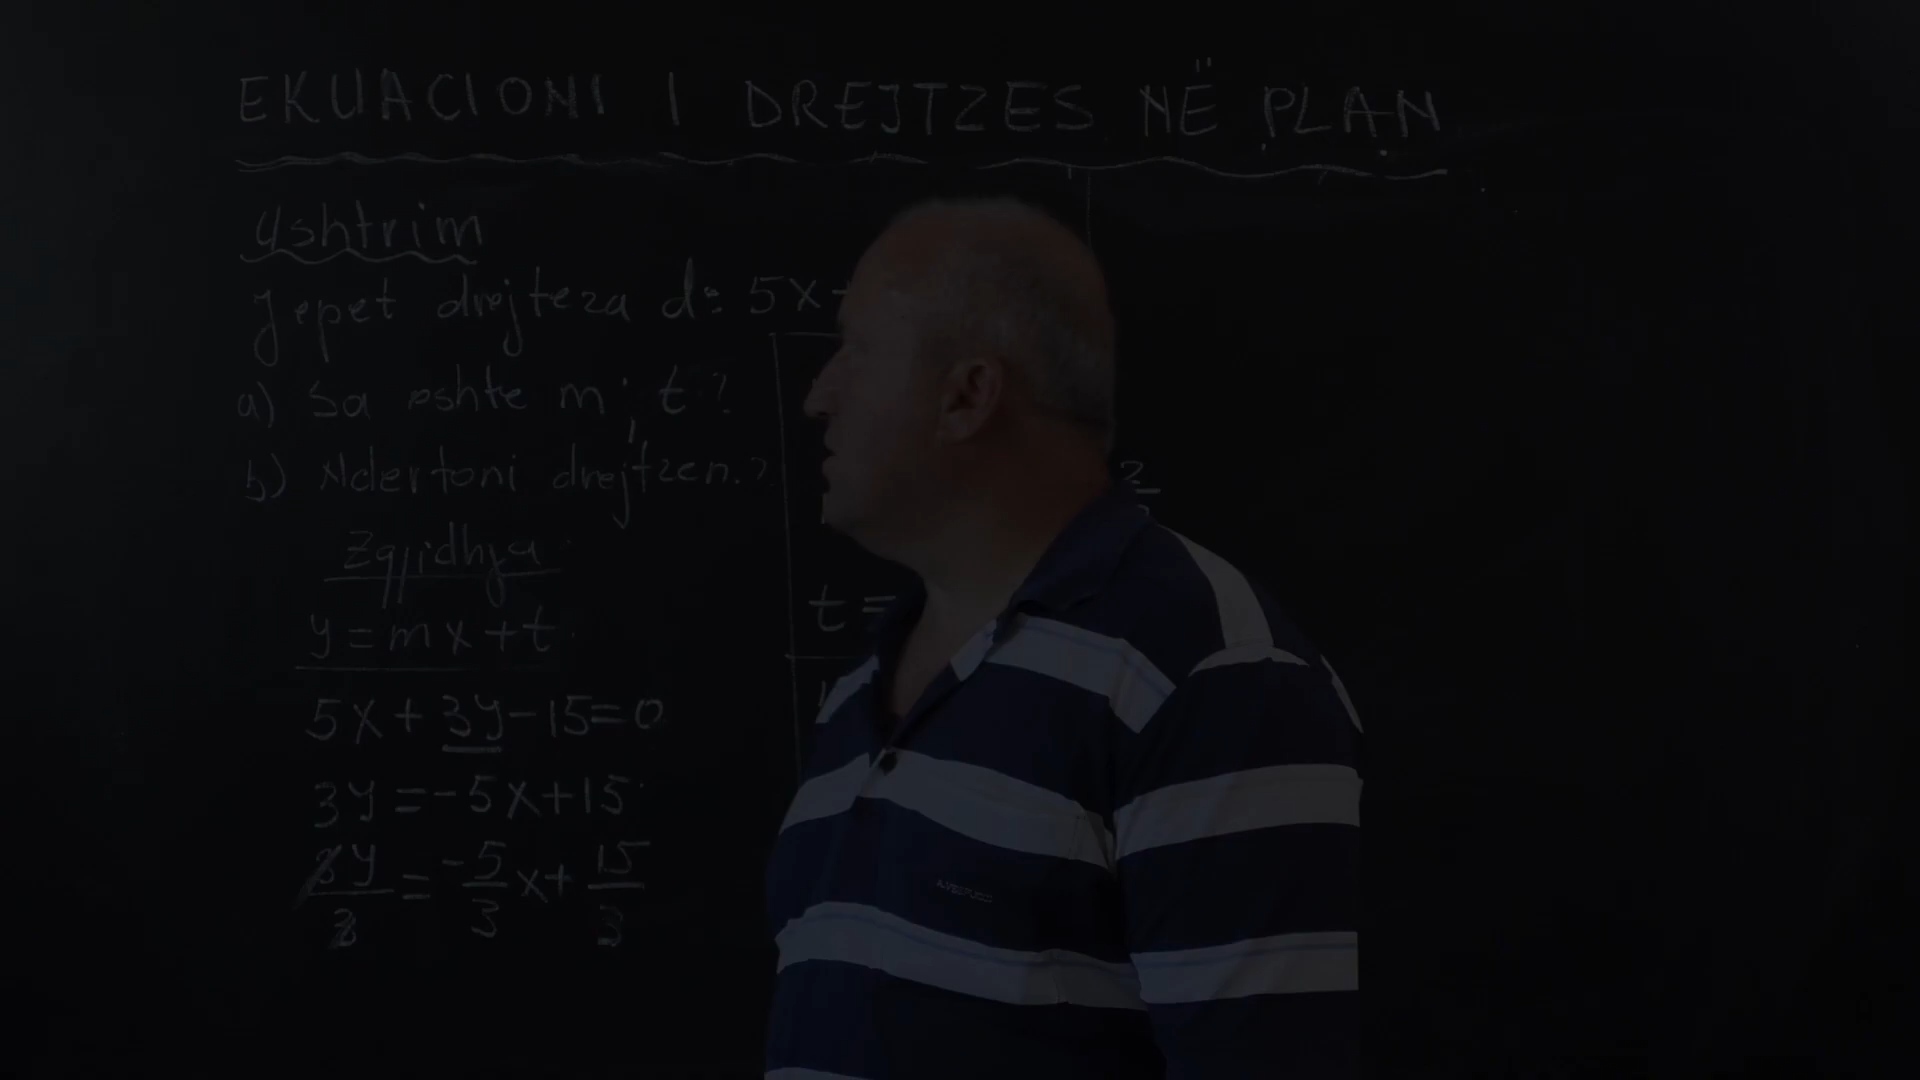 EKUACIONI I DREJTZES NË PLAN
Ushtrim
Jepet drejteza d: 5x+
a) Sa eshte m; t?
b) Ndertoni drejtzen.?
Zgjidhja
y=mx+t
5x+3y-15=0
3y=-5x+15
3y/3=-5/3x+15/3
2
t=